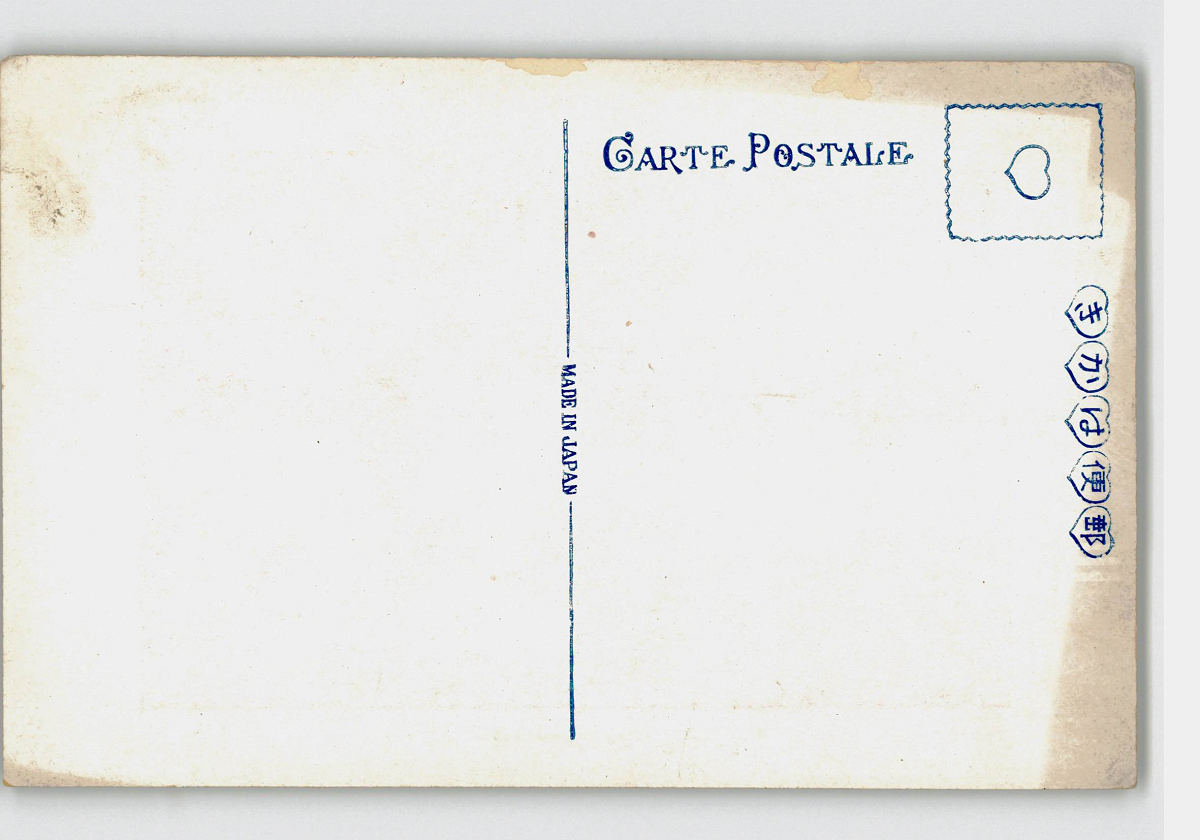 CARTE POSTALE
MADE IN JAPAN
きかは便郵